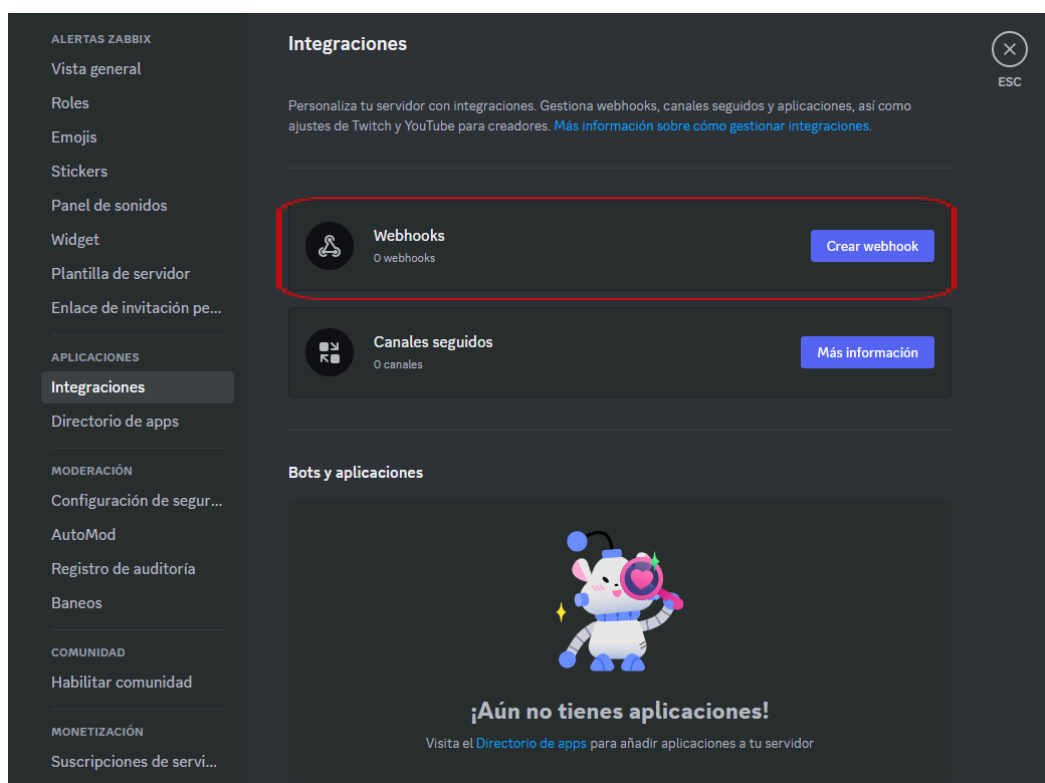 ALERTAS ZABBIX
Vista general
Roles
Emojis
Stickers
Panel de sonidos
Widget
Plantilla de servidor
Enlace de invitación pe...
APLICACIONES
Integraciones
Directorio de apps
MODERACIÓN
Configuración de segur...
AutoMod
Registro de auditoría
Baneos
COMUNIDAD
Habilitar comunidad
MONETIZACIÓN
Suscripciones de servi...
Integraciones
ESC
Personaliza tu servidor con integraciones. Gestiona webhooks, canales seguidos y aplicaciones, así como
ajustes de Twitch y YouTube para creadores. Más información sobre cómo gestionar integraciones.
Webhooks
0 webhooks
Crear webhook
Canales seguidos
0 canales
Más información
Bots y aplicaciones
¡Aún no tienes aplicaciones!
Visita el Directorio de apps para añadir aplicaciones a tu servidor